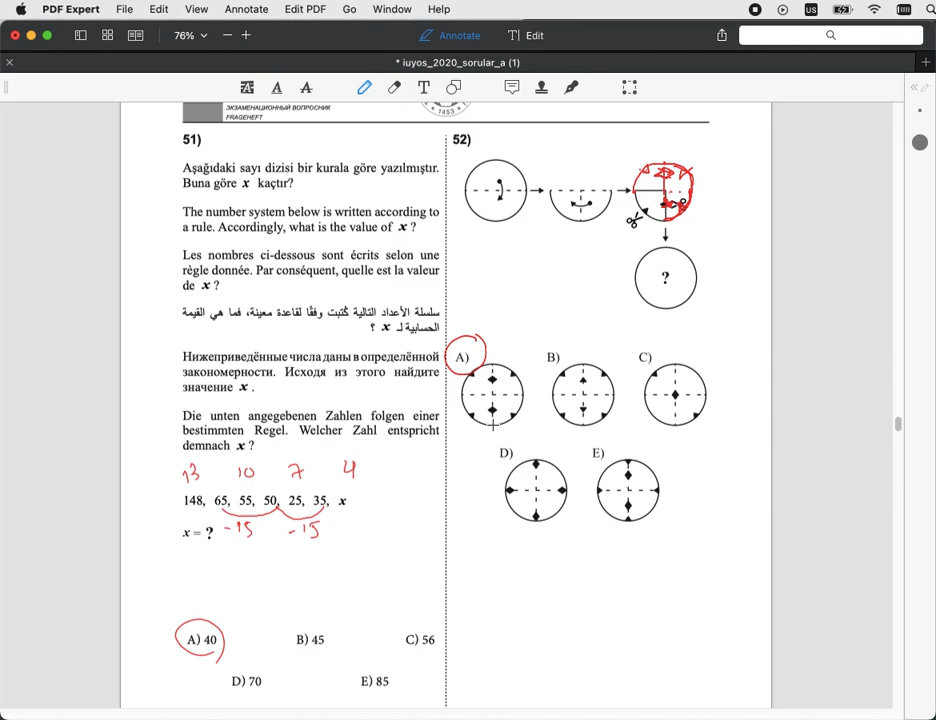 PDF Expert File Edit View Annotate Edit PDF Go Window Help
US
76%
Annotate
Edit
* iuyos_2020_sorular_a (1)
ЭКЗАМЕНАЦИОННЫЙ ВОПРОСНИК
FRAGEHEFT
1453
51)
Aşağıdaki sayı dizisi bir kurala göre yazılmıştır.
Buna göre x kaçtır?
The number system below is written according to
a rule. Accordingly, what is the value of x ?
Les nombres ci-dessous sont écrits selon une
règle donnée. Par conséquent, quelle est la valeur
de x ?
سلسلة الأعداد التالية كُتبت وفقًا لقاعدة معينة، فما هي القيمة
الحسابية لـ x ؟
Нижеприведённые числа даны в определённой
закономерности. Исходя из этого найдите
значение x .
Die unten angegebenen Zahlen folgen einer
bestimmten Regel. Welcher Zahl entspricht
demnach x ?
13 10 7 4
148, 65, 55, 50, 25, 35, x
x = ? -15 -15
A) 40 B) 45 C) 56
D) 70 E) 85
52)
?
A) B) C)
D) E)